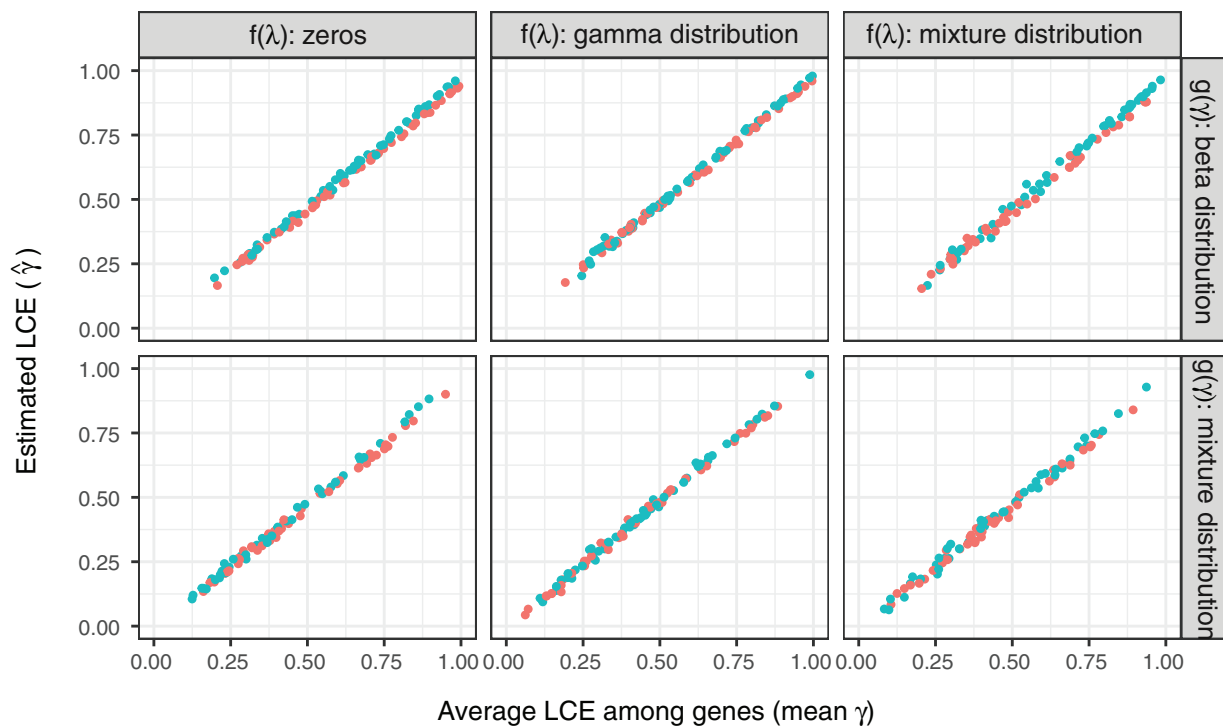 f(λ): zeros
f(λ): gamma distribution
f(λ): mixture distribution
1.00
0.75
0.50
0.25
0.00
g(γ): beta distribution
1.00
0.75
0.50
0.25
0.00
g(γ): mixture distribution
Estimated LCE ( γ̂ )
0.00 0.25 0.50 0.75 1.00
0.00 0.25 0.50 0.75 1.00
0.00 0.25 0.50 0.75 1.00
Average LCE among genes (mean γ)